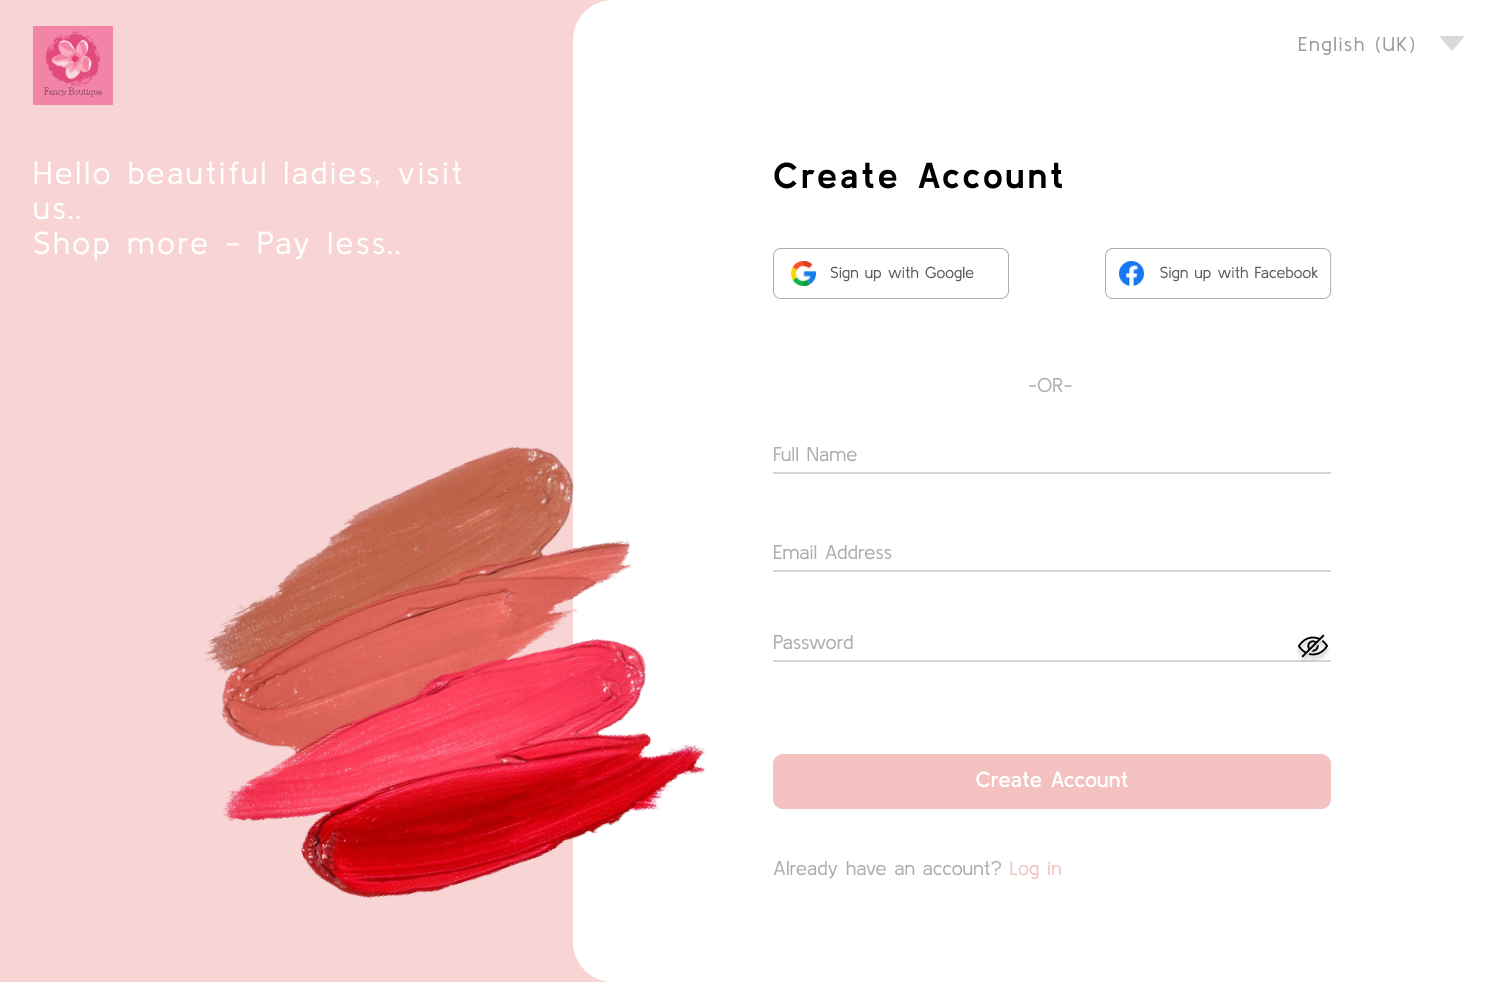 Fancy Boutique
Hello beautiful ladies, visit
us..
Shop more - Pay less..
English (UK)
Create Account
Sign up with Google
Sign up with Facebook
-OR-
Full Name
Email Address
Password
Create Account
Already have an account? Log in